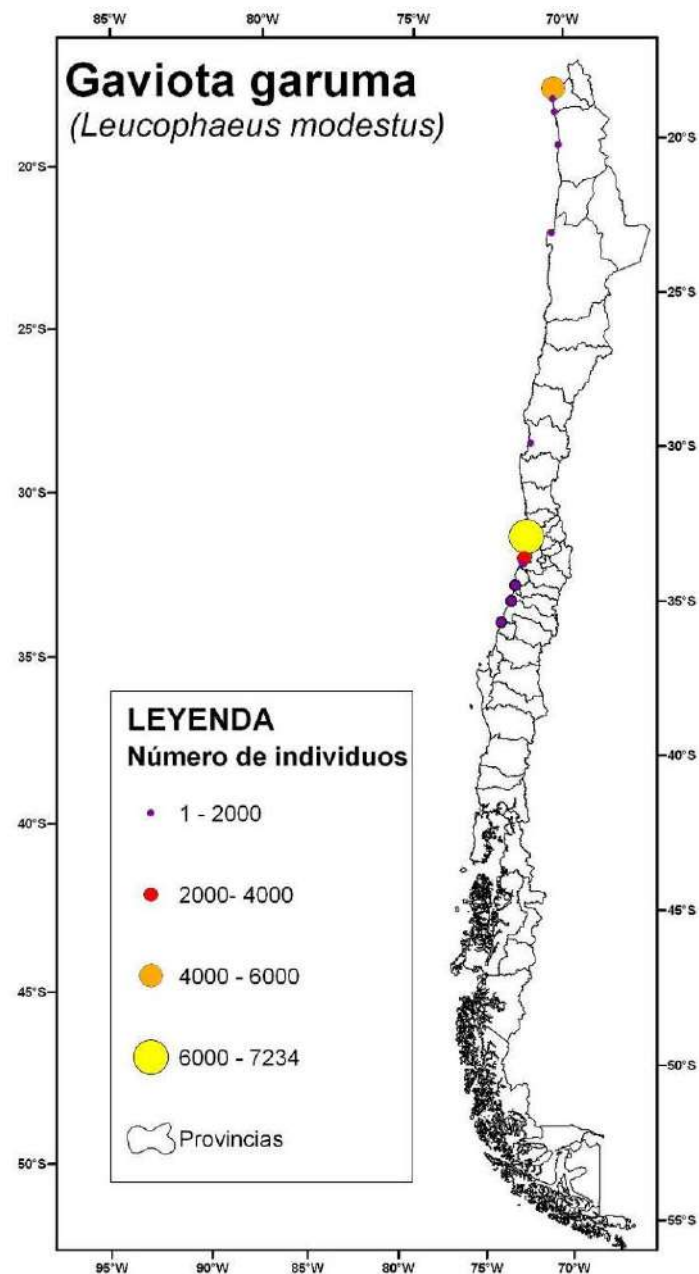 85°W 80°W 75°W 70°W
Gaviota garuma
(Leucophaeus modestus)
20°S
20°S
25°S
25°S
30°S
30°S
35°S
35°S
LEYENDA
Número de individuos
40°S
1 - 2000
40°S
2000- 4000
45°S
4000 - 6000
45°S
6000 - 7234
50°S
Provincias
50°S
55°S
95°W 90°W 85°W 80°W 75°W 70°W